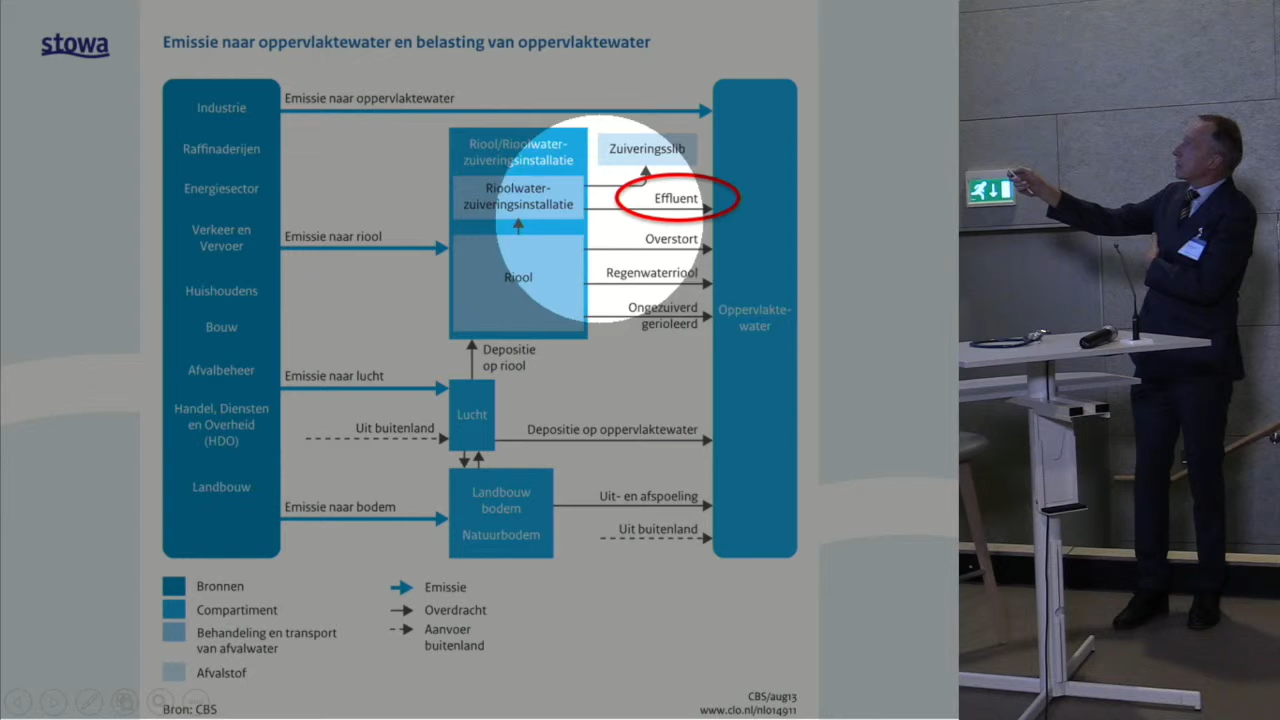 stowa
Emissie naar oppervlaktewater en belasting van oppervlaktewater
Industrie
Raffinaderijen
Energiesector
Verkeer en
Vervoer
Huishoudens
Bouw
Afvalbeheer
Handel, Diensten
en Overheid
(HDO)
Landbouw
Emissie naar oppervlaktewater
Emissie naar riool
Emissie naar lucht
Uit buitenland
Emissie naar bodem
Riool/Rioolwater-
zuiveringsinstallatie
Rioolwater-
zuiveringsinstallatie
Riool
Depositie
op riool
Lucht
Landbouw
bodem
Natuurbodem
Zuiveringsslib
Effluent
Overstort
Regenwaterriool
Ongezuiverd
gerioleerd
Depositie op oppervlaktewater
Uit- en afspoeling
Uit buitenland
Oppervlakte-
water
Bronnen
Compartiment
Behandeling en transport
van afvalwater
Afvalstof
Emissie
Overdracht
Aanvoer
buitenland
Bron: CBS
CBS/aug13
www.clo.nl/nl014911